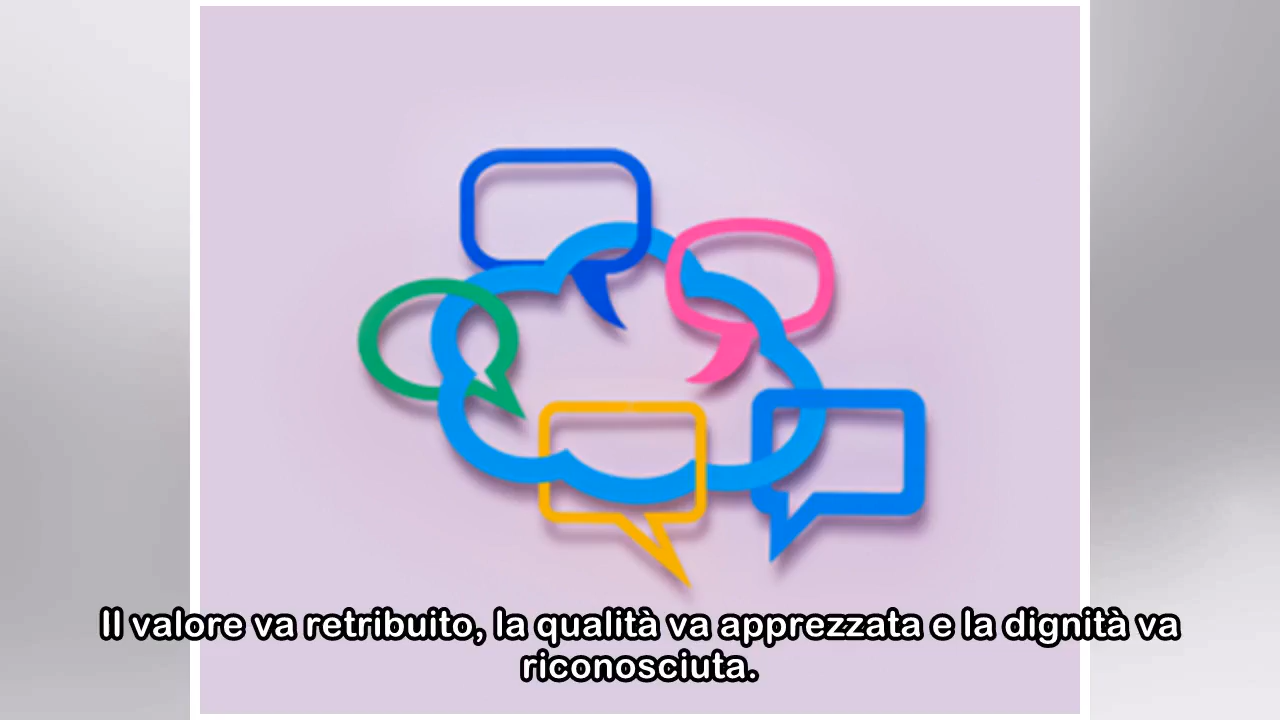 Il valore va retribuito, la qualità va apprezzata e la dignità va
riconosciuta.